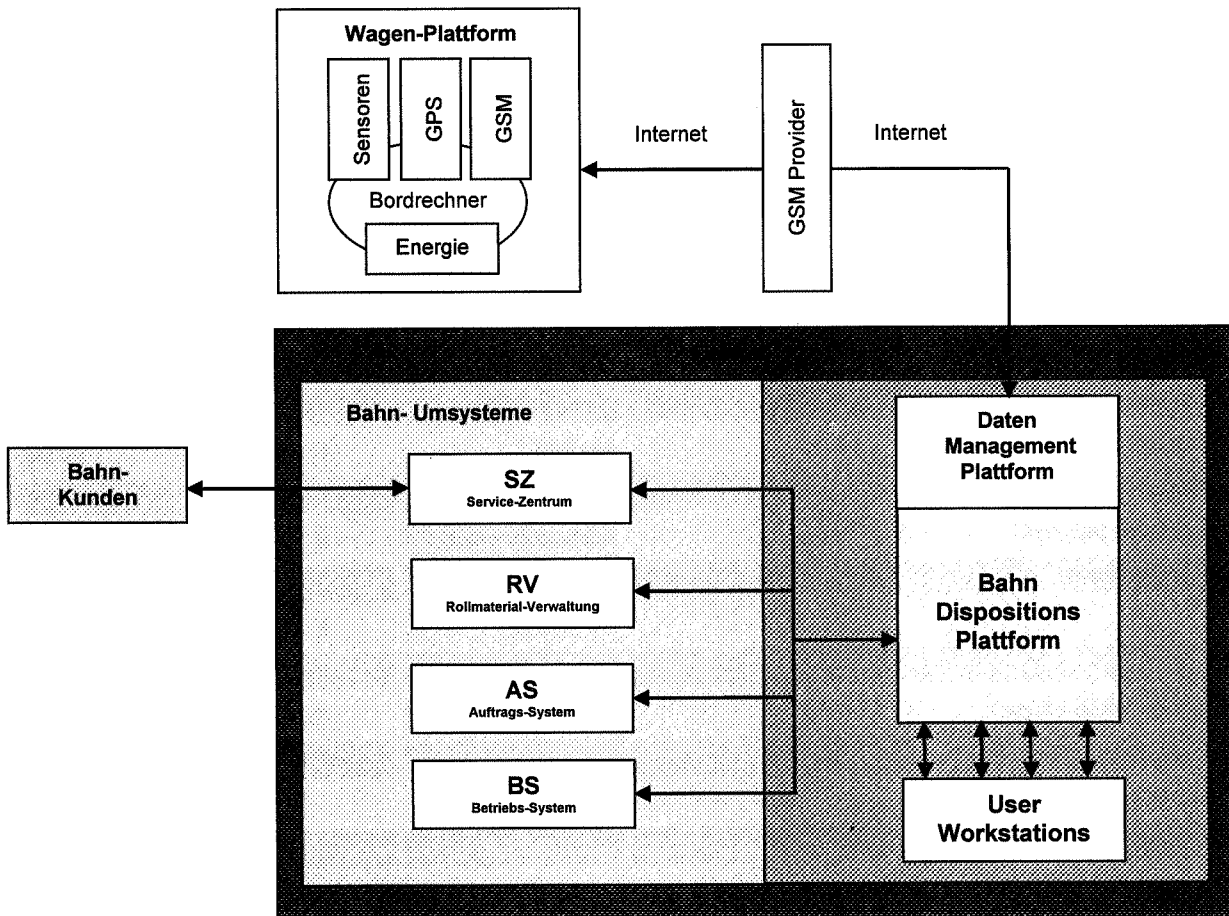 Wagen-Plattform
Sensoren
GPS
GSM
Bordrechner
Energie
Internet
GSM Provider
Internet
Bahn- Umsysteme
Bahn-
Kunden
SZ
Service-Zentrum
RV
Rollmaterial-Verwaltung
AS
Auftrags-System
BS
Betriebs-System
Daten
Management
Plattform
Bahn
Dispositions
Plattform
User
Workstations